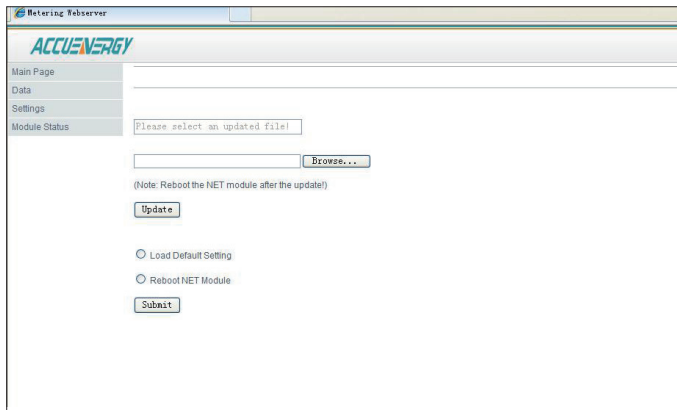 Metering Webserver
ACCUENERGY
Main Page
Data
Settings
Module Status
Please select an updated file!
Browse...
(Note: Reboot the NET module after the update!)
Update
Load Default Setting
Reboot NET Module
Submit